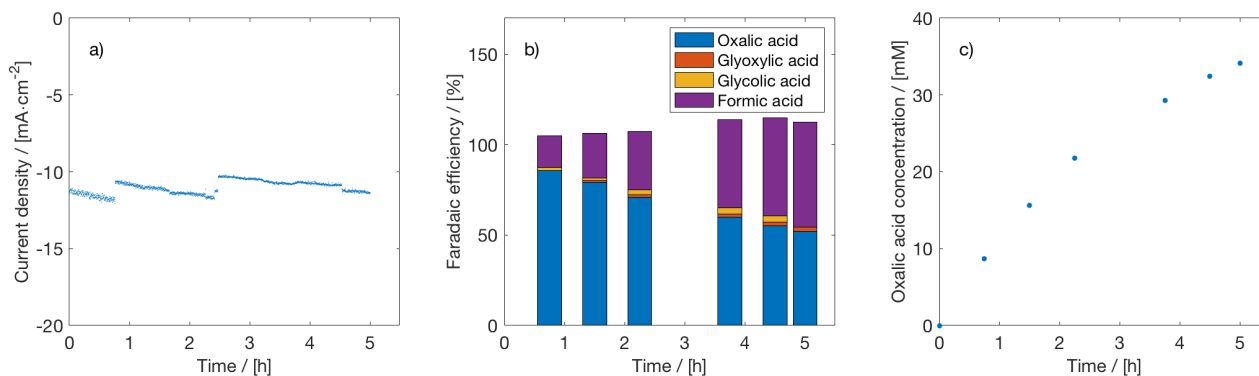 a)
Current density / [mA·cm⁻²]
0
-5
-10
-15
-20
0 1 2 3 4 5
Time / [h]
b)
Oxalic acid
Glyoxylic acid
Glycolic acid
Formic acid
Faradaic efficiency / [%]
150
100
50
0
1 2 3 4 5
Time / [h]
c)
Oxalic acid concentration / [mM]
40
30
20
10
0
0 1 2 3 4 5
Time / [h]